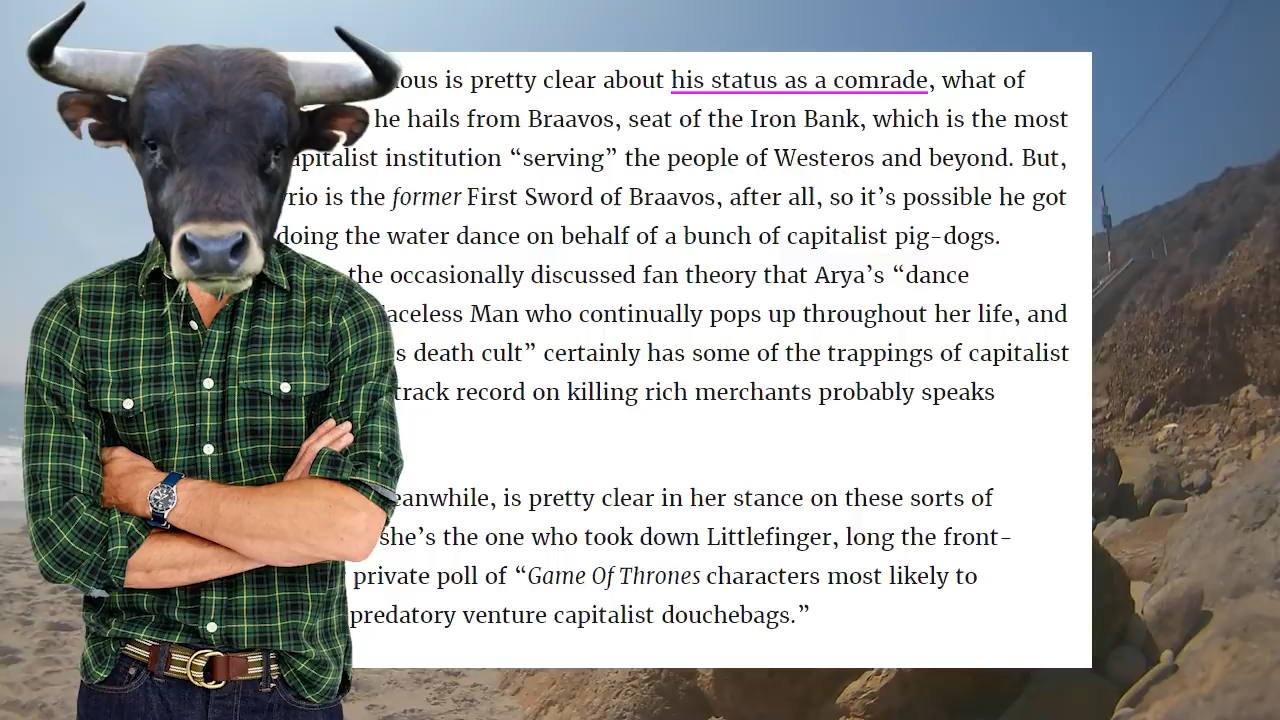 is pretty clear about his status as a comrade, what of
he hails from Braavos, seat of the Iron Bank, which is the most
institution “serving” the people of Westeros and beyond. But,
is the former First Sword of Braavos, after all, so it’s possible he got
doing the water dance on behalf of a bunch of capitalist pig-dogs.
the occasionally discussed fan theory that Arya’s “dance
Man who continually pops up throughout her life, and
death cult” certainly has some of the trappings of capitalist
track record on killing rich merchants probably speaks
is pretty clear in her stance on these sorts of
she’s the one who took down Littlefinger, long the front-
private poll of “Game Of Thrones characters most likely to
predatory venture capitalist douchebags.”